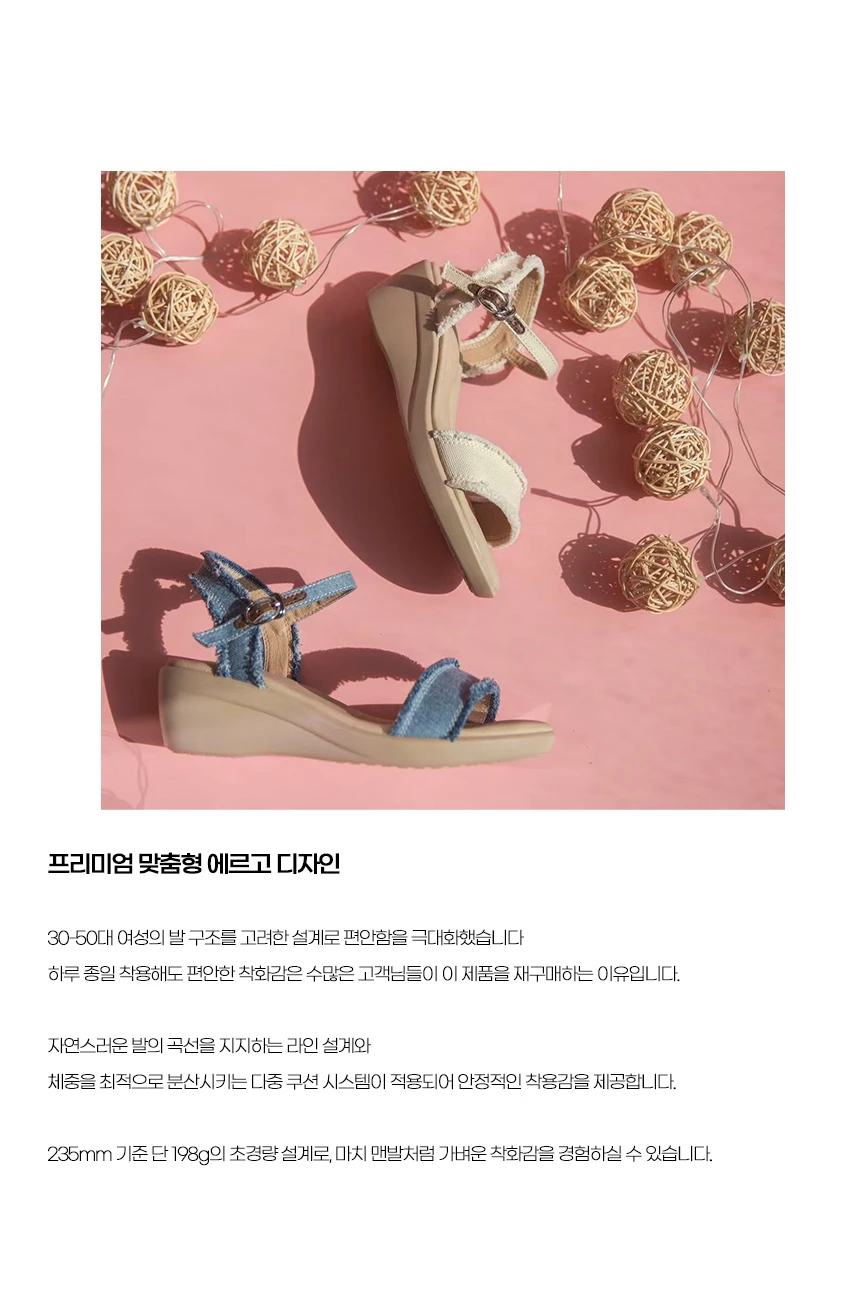 프리미엄 맞춤형 에르고 디자인
30-50대 여성의 발 구조를 고려한 설계로 편안함을 극대화했습니다
하루 종일 착용해도 편안한 착화감은 수많은 고객님들이 이 제품을 재구매하는 이유입니다.
자연스러운 발의 곡선을 지지하는 라인 설계와
체중을 최적으로 분산시키는 다중 쿠션 시스템이 적용되어 안정적인 착용감을 제공합니다.
235mm 기준 단 198g의 초경량 설계로, 마치 맨발처럼 가벼운 착화감을 경험하실 수 있습니다.